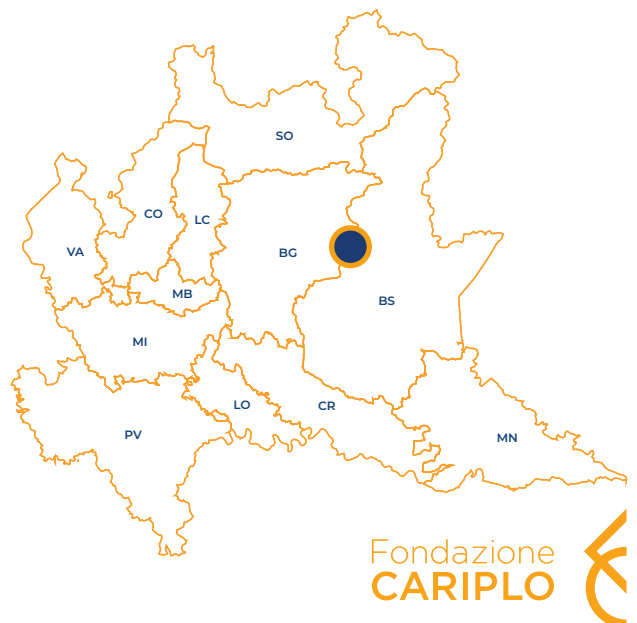 SO
CO
LC
VA
BG
MB
BS
MI
LO
CR
PV
MN
Fondazione
CARIPLO